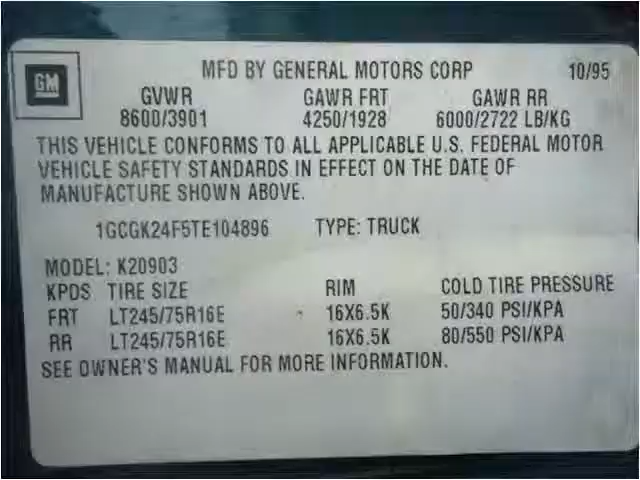 GM
MFD BY GENERAL MOTORS CORP 10/95
GVWR GAWR FRT GAWR RR
8600/3901 4250/1928 6000/2722 LB/KG
THIS VEHICLE CONFORMS TO ALL APPLICABLE U.S. FEDERAL MOTOR
VEHICLE SAFETY STANDARDS IN EFFECT ON THE DATE OF
MANUFACTURE SHOWN ABOVE.
1GCGK24F5TE104896 TYPE: TRUCK
MODEL: K20903
KPDS TIRE SIZE RIM COLD TIRE PRESSURE
FRT LT245/75R16E 16X6.5K 50/340 PSI/KPA
RR LT245/75R16E 16X6.5K 80/550 PSI/KPA
SEE OWNER'S MANUAL FOR MORE INFORMATION.